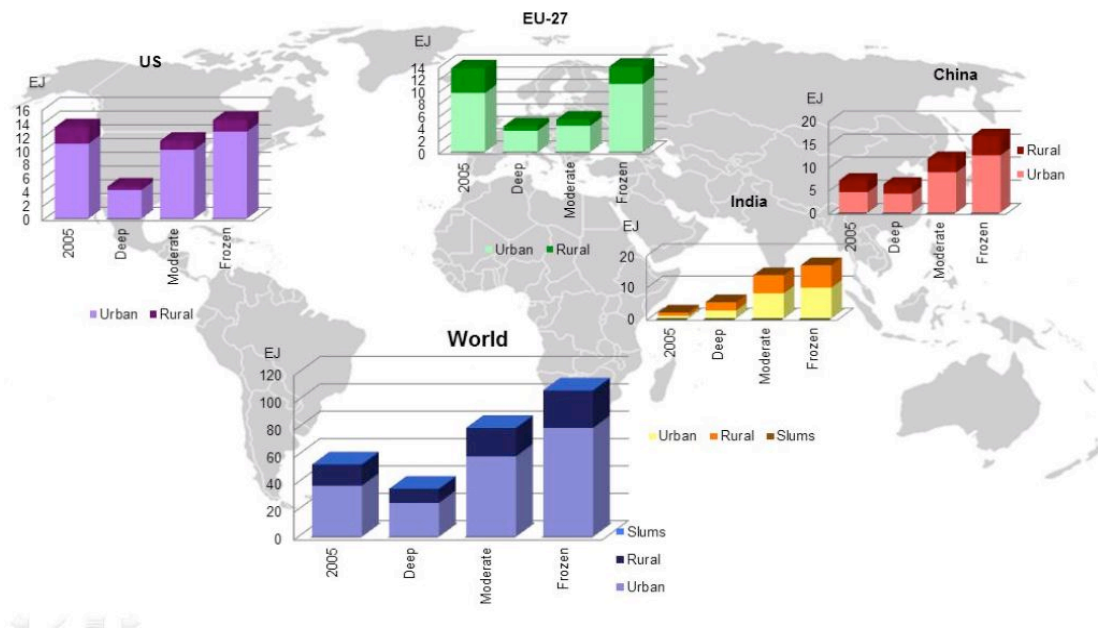 EU-27
US
EJ
16
14
12
10
8
6
4
2
0
2005
Deep
Moderate
Frozen
Urban Rural
EJ
14
12
10
8
6
4
2
0
2005
Deep
Moderate
Frozen
Urban Rural
China
EJ
20
15
10
5
0
2005
Deep
Moderate
Frozen
Rural
Urban
India
EJ
20
10
0
2005
Deep
Moderate
Frozen
Urban Rural Slums
World
EJ
120
100
80
60
40
20
0
2005
Deep
Moderate
Frozen
Slums
Rural
Urban